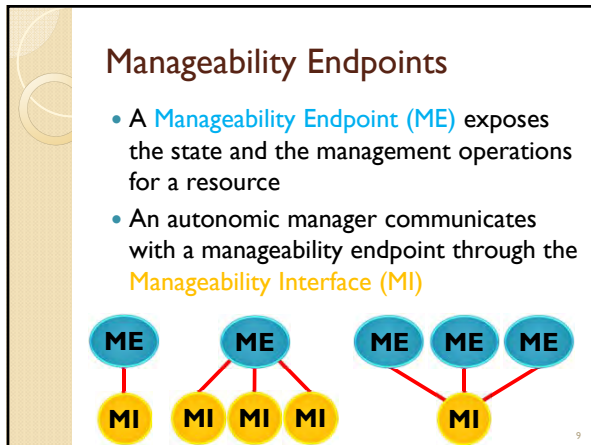 Manageability Endpoints
• A Manageability Endpoint (ME) exposes
the state and the management operations
for a resource
• An autonomic manager communicates
with a manageability endpoint through the
Manageability Interface (MI)
ME ME ME ME ME
MI MI MI MI MI
9